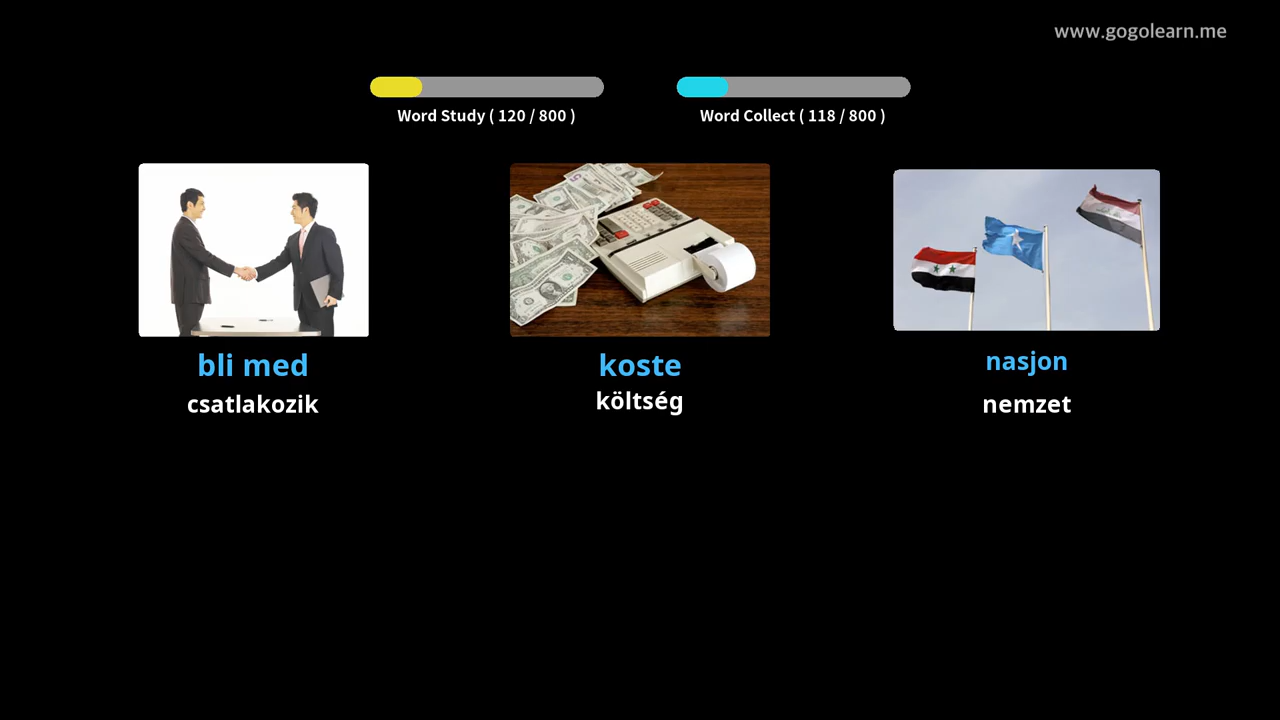 www.gogolearn.me
Word Study ( 120 / 800 )
Word Collect ( 118 / 800 )
bli med
csatlakozik
koste
költség
nasjon
nemzet